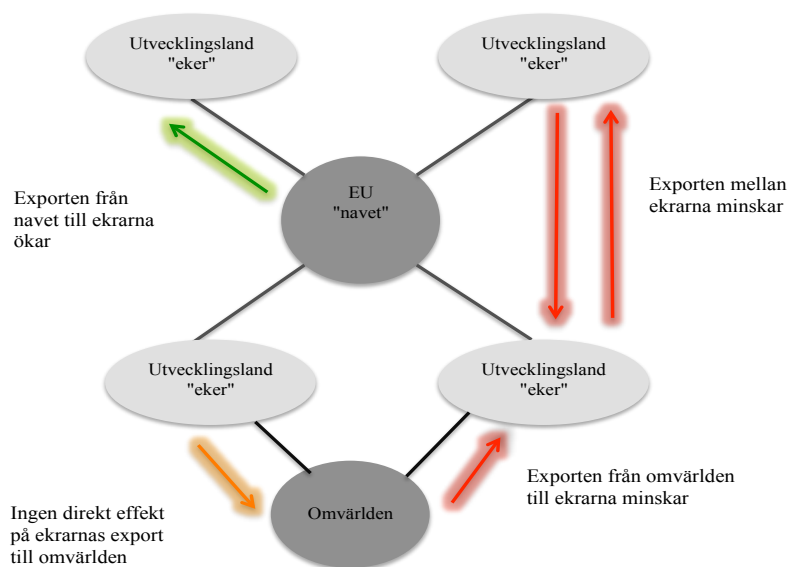 Utvecklingsland
"eker"
Utvecklingsland
"eker"
EU
"navet"
Exporten från
navet till ekrarna
ökar
Exporten mellan
ekrarna minskar
Utvecklingsland
"eker"
Utvecklingsland
"eker"
Exporten från omvärlden
till ekrarna minskar
Omvärlden
Ingen direkt effekt
på ekrarnas export
till omvärlden